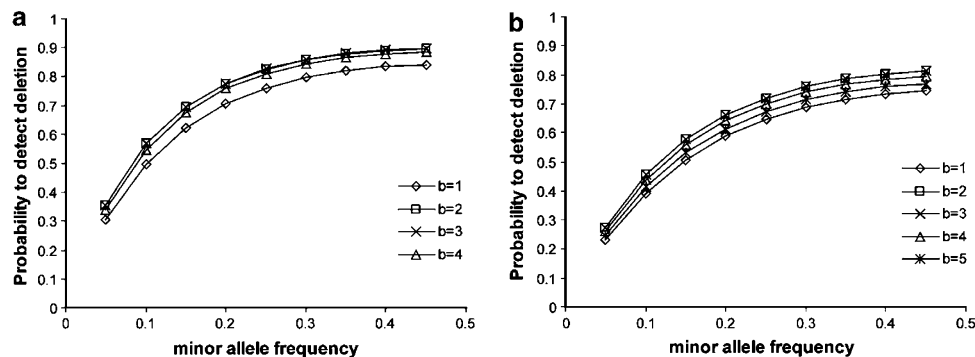 a
Probability to detect deletion
1
0.9
0.8
0.7
0.6
0.5
0.4
0.3
0.2
0.1
0
0 0.1 0.2 0.3 0.4 0.5
minor allele frequency
b=1
b=2
b=3
b=4
b
Probability to detect deletion
1
0.9
0.8
0.7
0.6
0.5
0.4
0.3
0.2
0.1
0
0 0.1 0.2 0.3 0.4 0.5
minor allele frequency
b=1
b=2
b=3
b=4
b=5